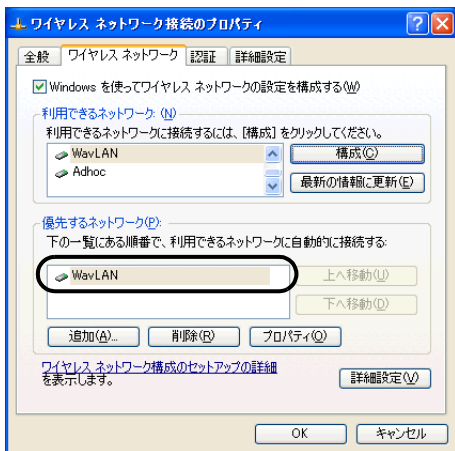 ワイヤレス ネットワーク接続のプロパティ
全般 ワイヤレス ネットワーク 認証 詳細設定
Windows を使ってワイヤレス ネットワークの設定を構成する(W)
利用できるネットワーク: (N)
利用できるネットワークに接続するには、[構成] をクリックしてください。
WavLAN
構成(C)
Adhoc
最新の情報に更新(E)
優先するネットワーク(P):
下の一覧にある順番で、利用できるネットワークに自動的に接続する:
WavLAN
上へ移動(U)
下へ移動(D)
追加(A)... 削除(R) プロパティ(O)
ワイヤレス ネットワーク構成のセットアップの詳細
を表示します。
詳細設定(V)
OK キャンセル